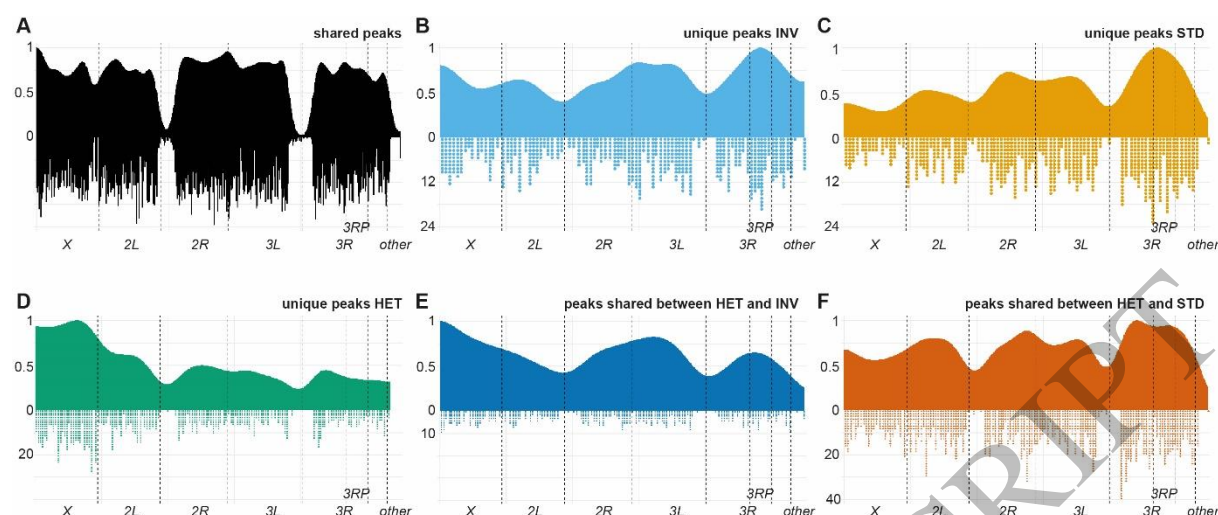 A
shared peaks
1
0.5
0
X
2L
2R
3L
3RP
3R
other
B
unique peaks INV
1
0.5
0
12
24
X
2L
2R
3L
3RP
3R
other
C
unique peaks STD
1
0.5
0
12
24
X
2L
2R
3L
3RP
3R
other
D
unique peaks HET
1
0.5
0
20
X
2L
2R
3L
3RP
3R
other
E
peaks shared between HET and INV
1
0.5
0
10
X
2L
2R
3L
3RP
3R
other
F
peaks shared between HET and STD
1
0.5
0
10
20
40
X
2L
2R
3L
3RP
3R
other
CRIPT